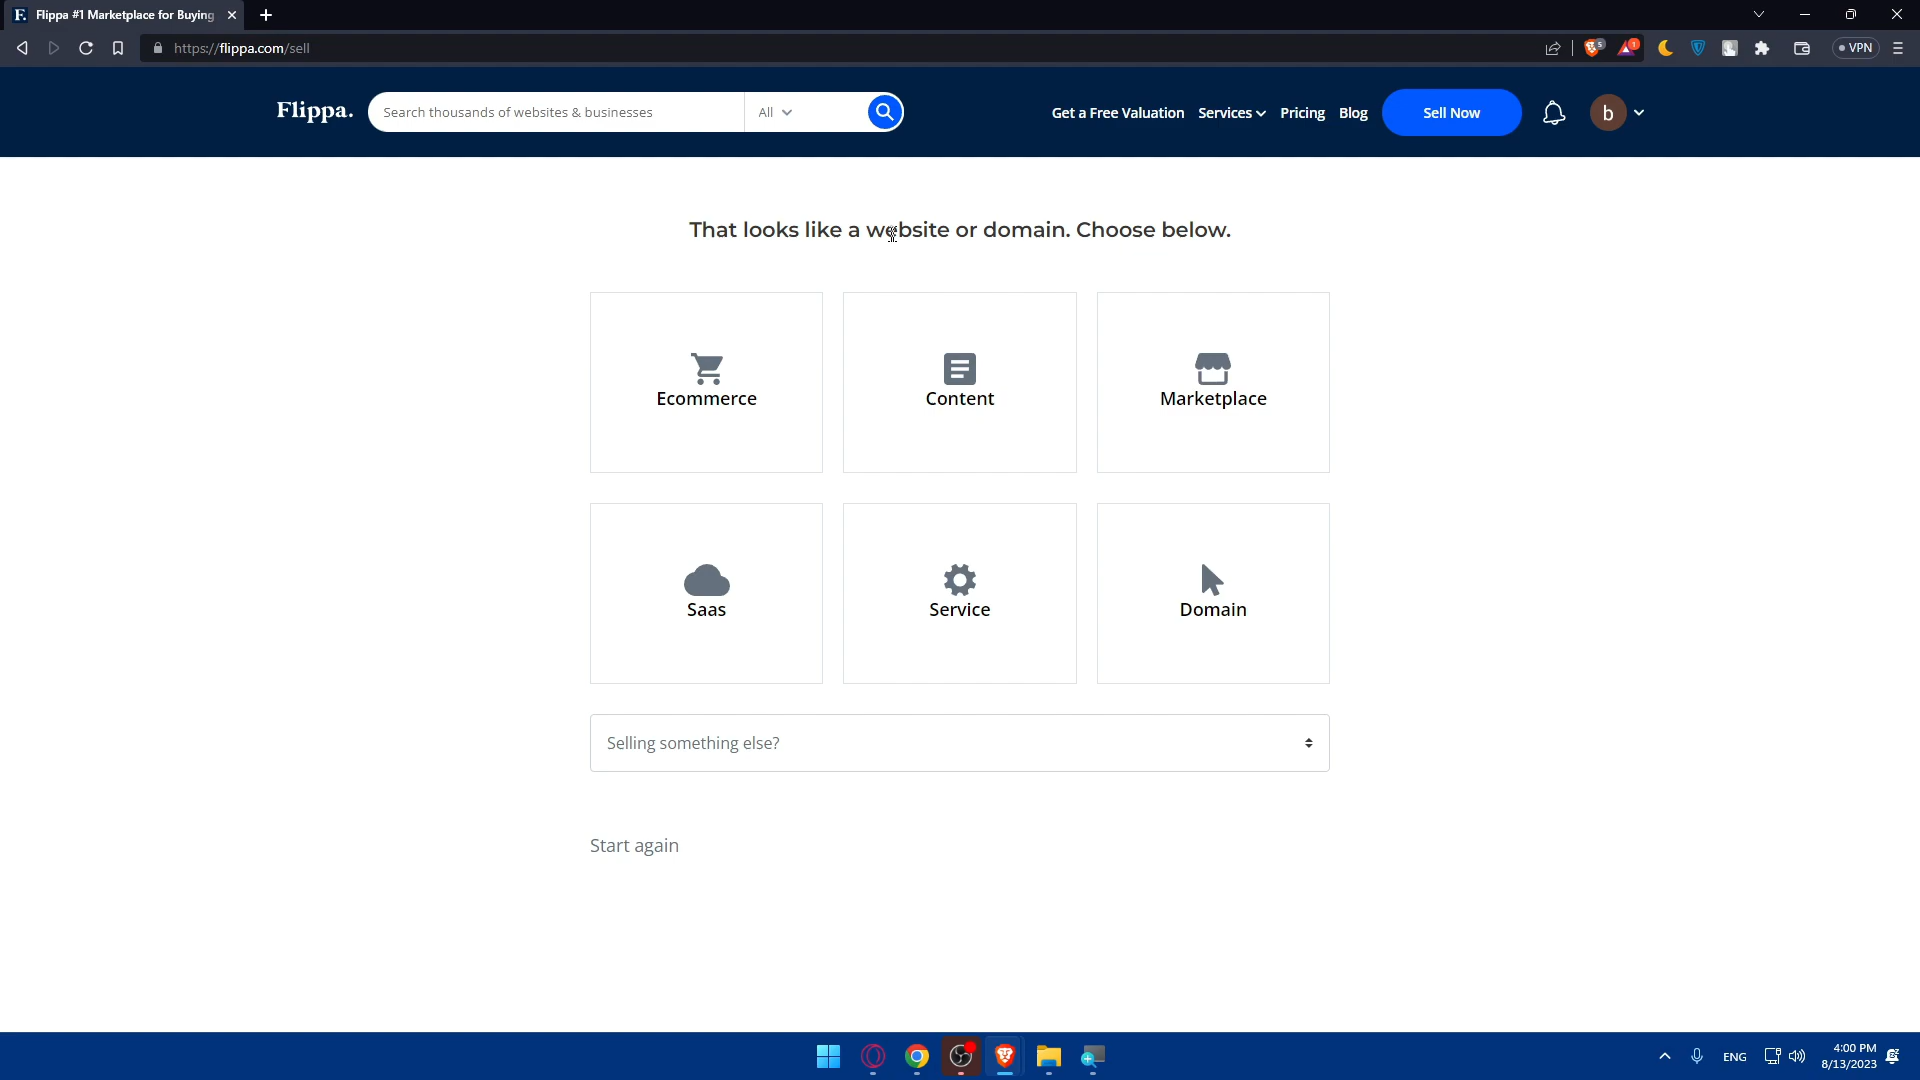 F. Flippa #1 Marketplace for Buying
https://flippa.com/sell
5
1
VPN
Flippa.
Search thousands of websites & businesses
All
Get a Free Valuation
Services
Pricing
Blog
Sell Now
b
That looks like a website or domain. Choose below.
Ecommerce
Content
Marketplace
Saas
Service
Domain
Selling something else?
Start again
ENG
4:00 PM
8/13/2023